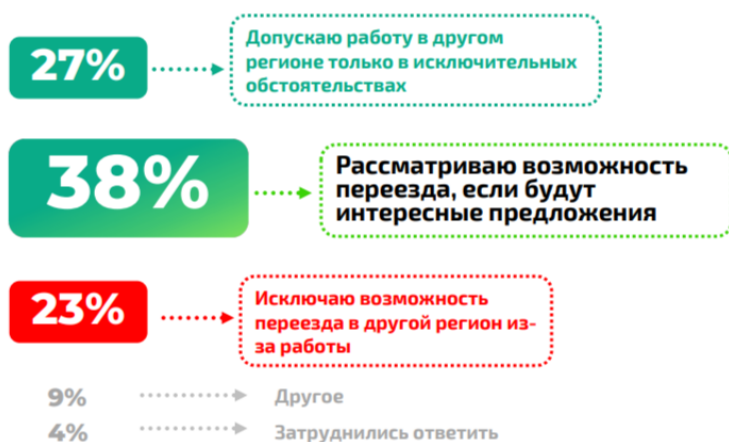 27%
Допускаю работу в другом
регионе только в исключительных
обстоятельствах
38%
Рассматриваю возможность
переезда, если будут
интересные предложения
23%
Исключаю возможность
переезда в другой регион из-
за работы
9% Другое
4% Затруднились ответить